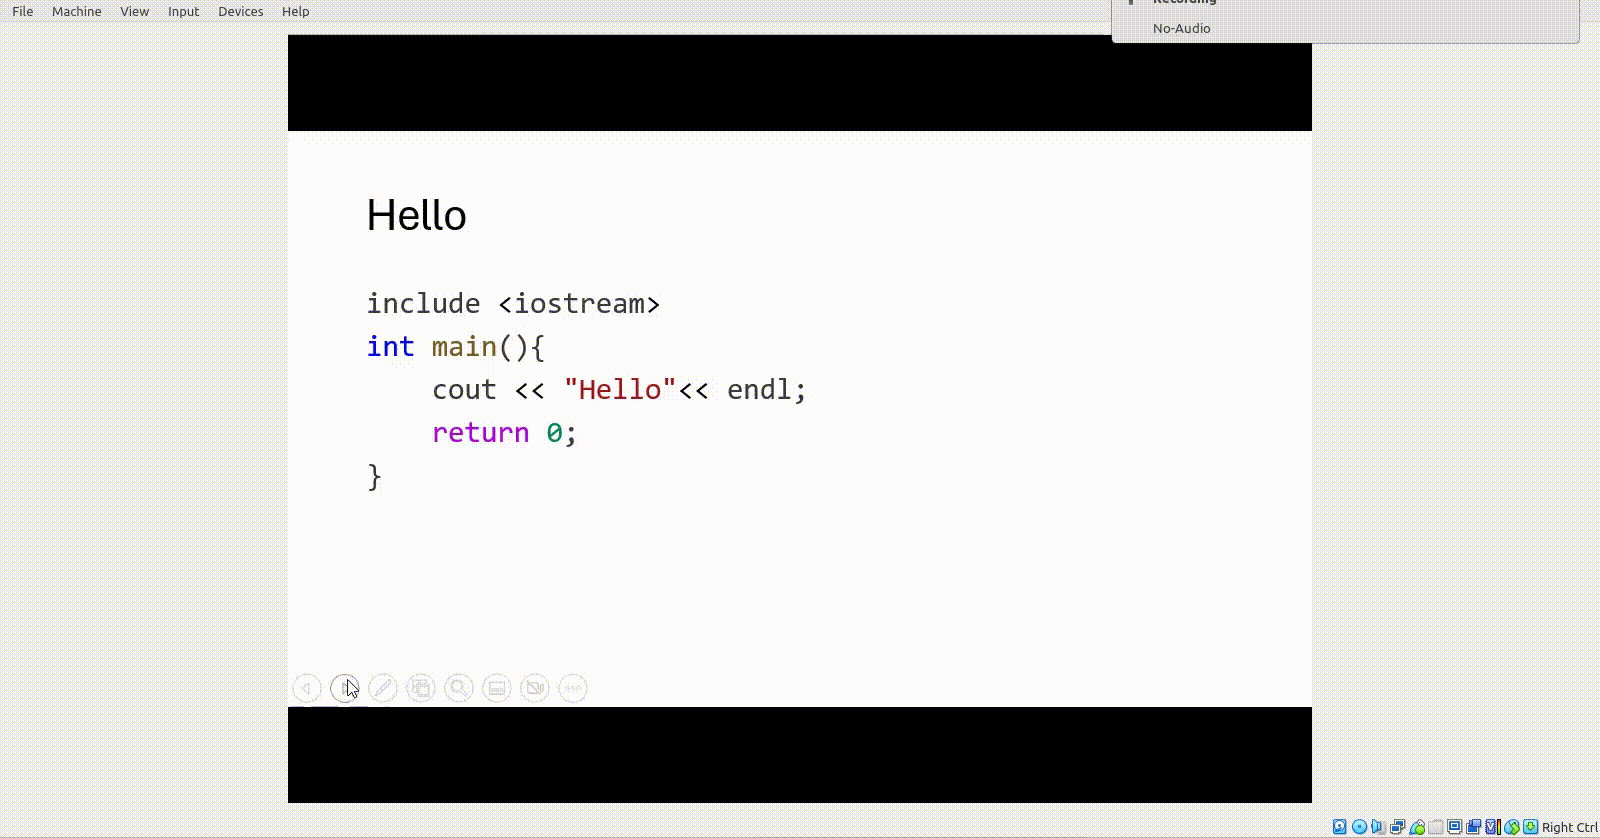 File Machine View Input Devices Help
Recording
No-Audio
Hello
include <iostream>
int main(){
    cout << "Hello"<< endl;
    return 0;
}
Right Ctrl